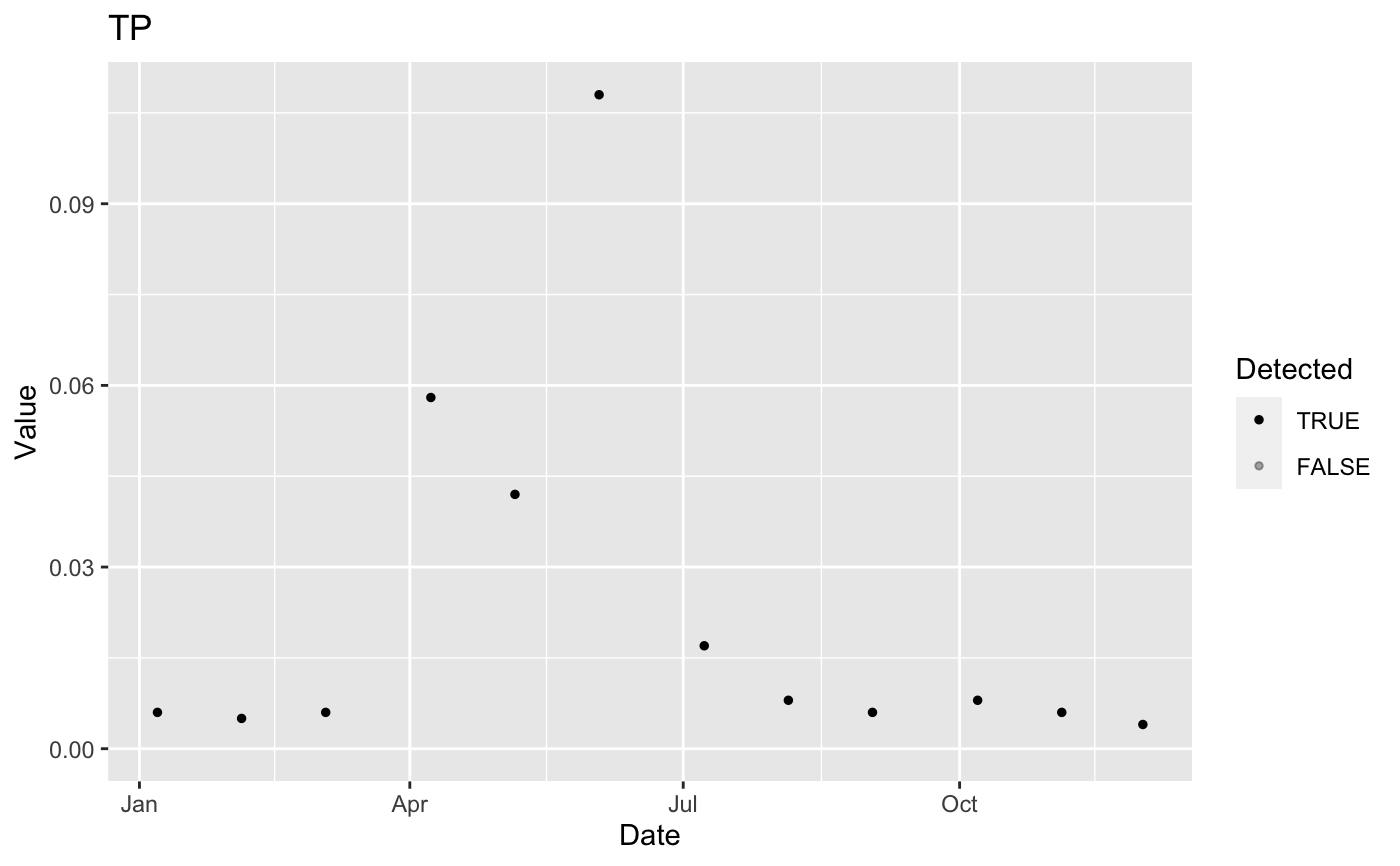 TP
0.09
0.06
0.03
0.00
Value
Jan
Apr
Jul
Oct
Date
Detected
TRUE
FALSE